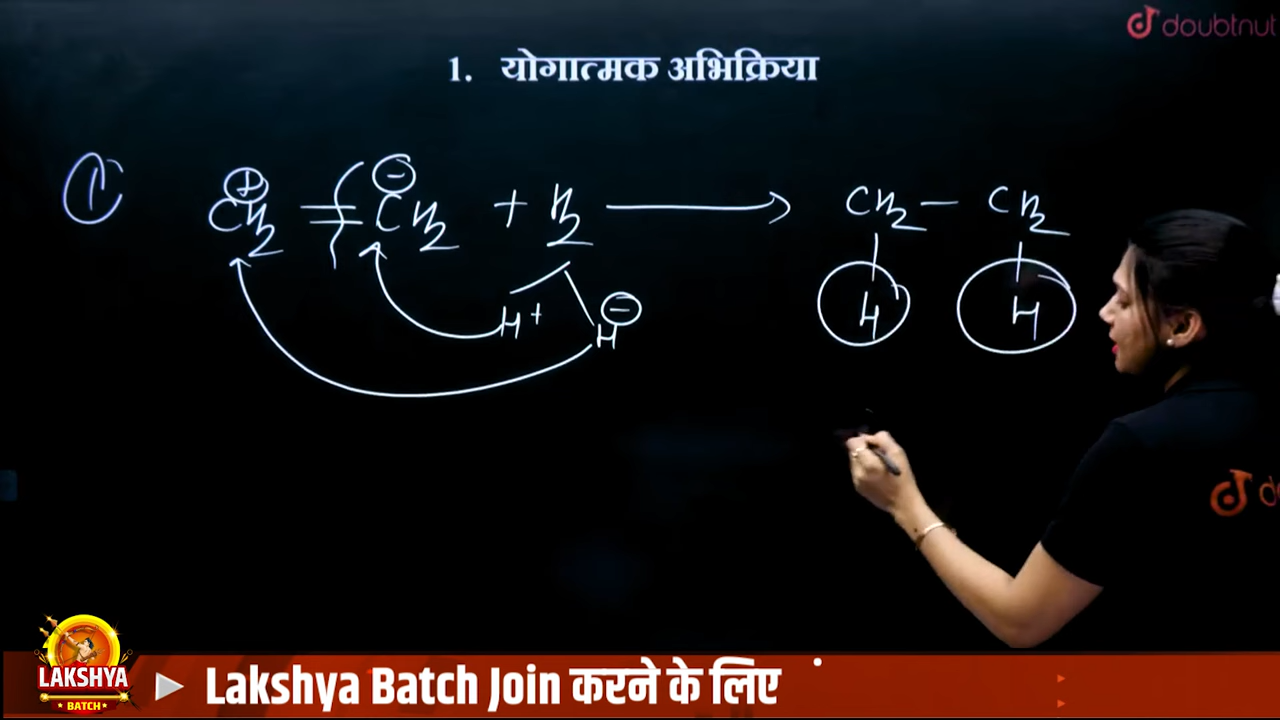 doubtnut
1. योगात्मक अभिक्रिया
1
⊕ ⊖
CH2 = CH2 + H2 ⟶ CH2 – CH2
H+ H ⊖ H H
LAKSHYA
BATCH
Lakshya Batch Join करने के लिए